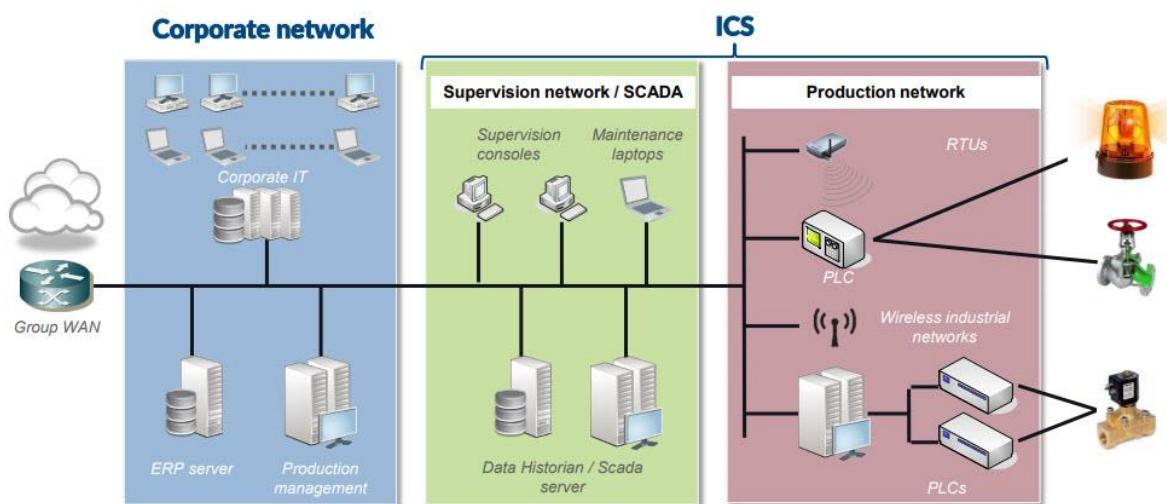 Corporate network
ICS
Supervision network / SCADA
Production network
Supervision
consoles
Maintenance
laptops
RTUs
Corporate IT
PLC
Group WAN
Wireless industrial
networks
ERP server
Production
management
Data Historian / Scada
server
PLCs